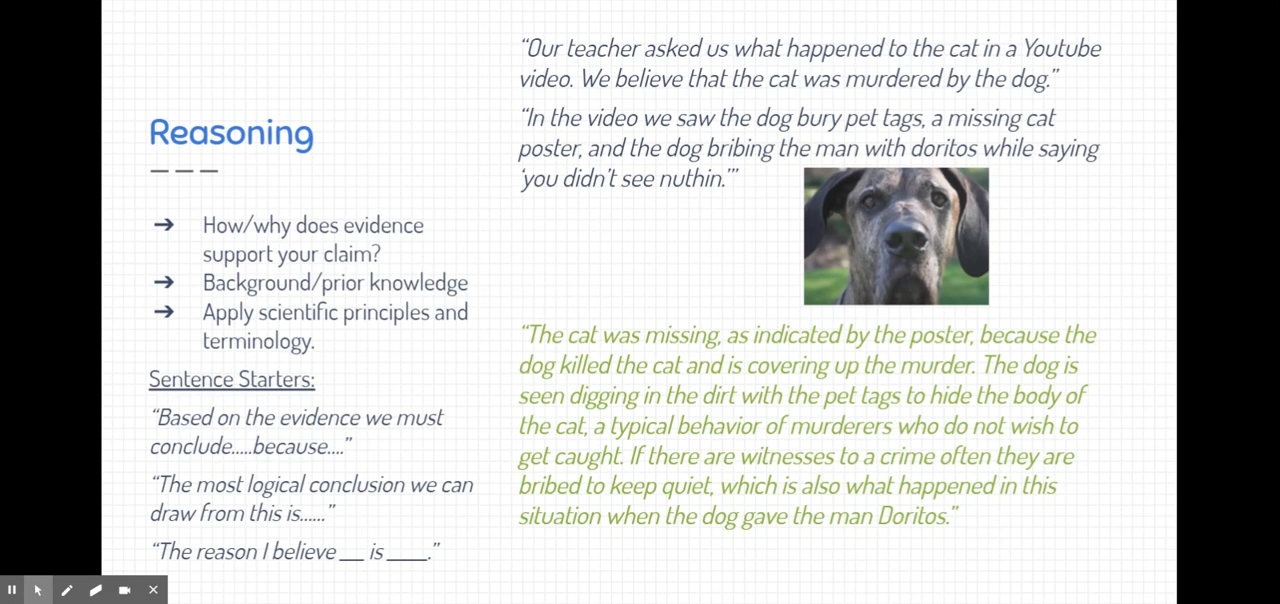 Reasoning
➔ How/why does evidence
support your claim?
➔ Background/prior knowledge
➔ Apply scientific principles and
terminology.
Sentence Starters:
“Based on the evidence we must
conclude.....because....”
“The most logical conclusion we can
draw from this is......”
“The reason I believe ___ is _____.”
“Our teacher asked us what happened to the cat in a Youtube
video. We believe that the cat was murdered by the dog.”
“In the video we saw the dog bury pet tags, a missing cat
poster, and the dog bribing the man with doritos while saying
‘you didn’t see nuthin.’”
“The cat was missing, as indicated by the poster, because the
dog killed the cat and is covering up the murder. The dog is
seen digging in the dirt with the pet tags to hide the body of
the cat, a typical behavior of murderers who do not wish to
get caught. If there are witnesses to a crime often they are
bribed to keep quiet, which is also what happened in this
situation when the dog gave the man Doritos.”